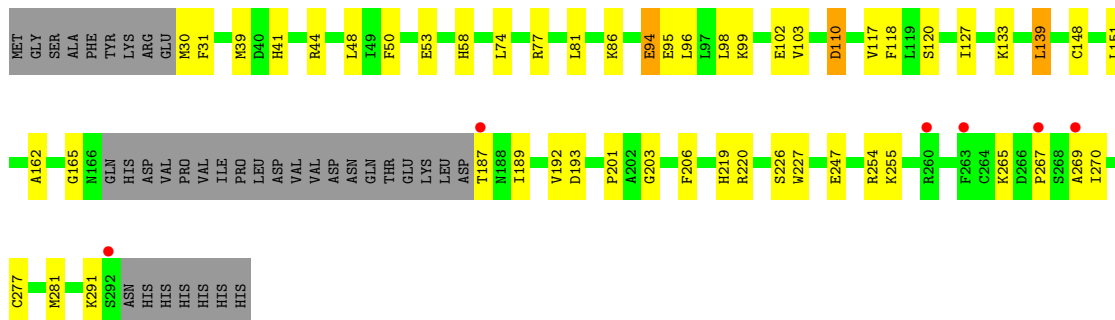 MET GLY SER ALA PHE TYR LYS ARG GLU M30 F31 M39 D40 H41 R44 L48 I49 F50 E53 H58 L74 R77 L81 K86 E94 E95 L96 L97 L98 K99 E102 V103 D110 V117 F118 L119 S120 I127 K133 L139 C148 L151
A162 G165 N166 GLN HIS ASP VAL PRO VAL ILE PRO LEU ASP VAL VAL ASP ASN GLN THR GLU LYS LEU ASP T187 N188 I189 V192 D193 P201 A202 G203 F206 H219 R220 S226 W227 E247 R254 K255 R260 F263 C264 K265 D266 P267 S268 A269 I270
C277 M281 K291 S292 ASN HIS HIS HIS HIS HIS HIS